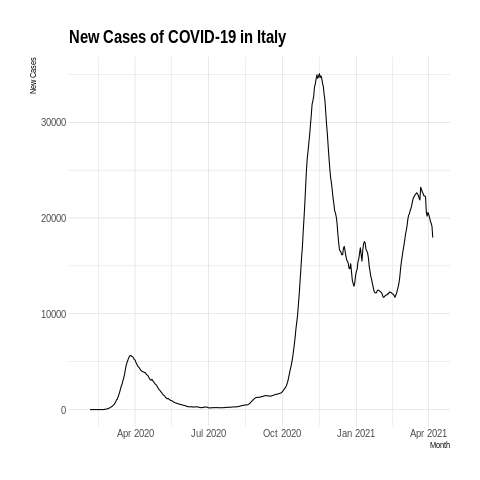 New Cases of COVID-19 in Italy
New Cases
30000
20000
10000
0
Apr 2020 Jul 2020 Oct 2020 Jan 2021 Apr 2021
Month